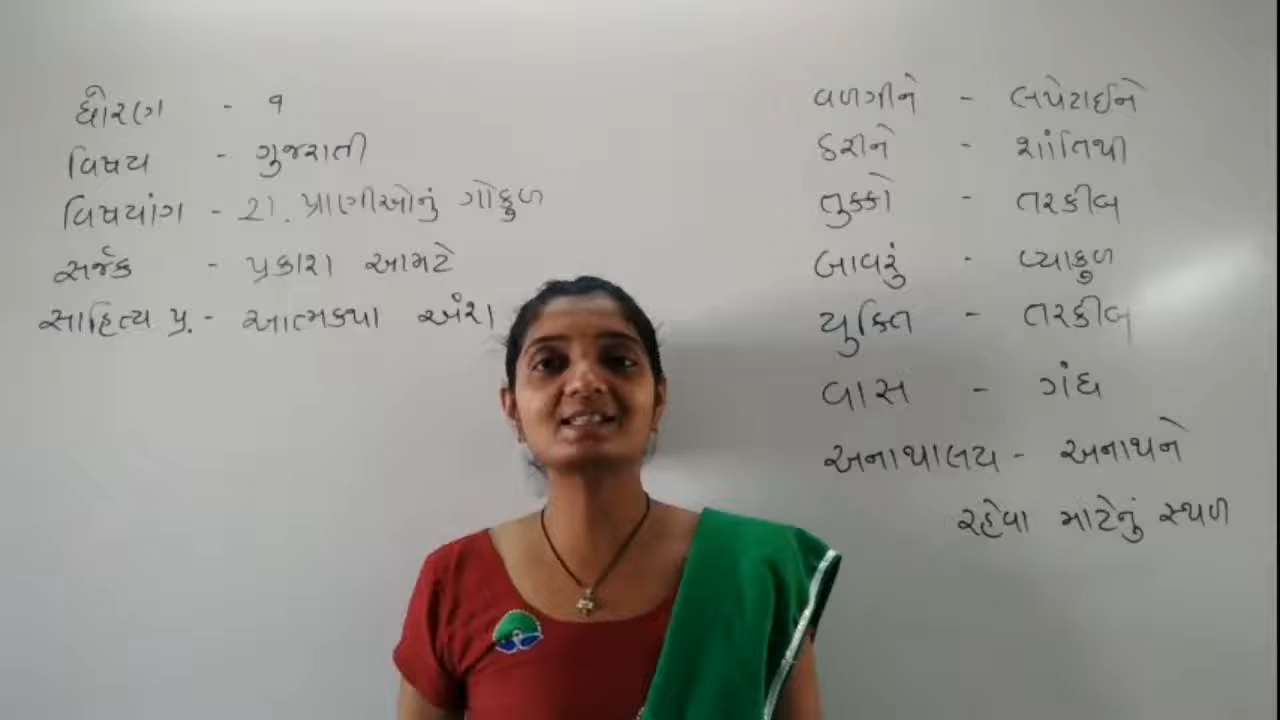 ધોરણ - ૧
વિષય - ગુજરાતી
વિષયાંગ - 21. પ્રાણીઓનું ગોકુળ
સર્જક - પ્રકાશ આમટે
સાહિત્ય પ્ર. - આત્મકથા અંશ
વળગીને - લપેટાઈને
ઠરીને - શાંતિથી
તુક્કો - તરકીબ
બાવરું - વ્યાકુળ
યુક્તિ - તરકીબ
વાસ - ગંધ
અનાથાલય - અનાથને
રહેવા માટેનું સ્થળ